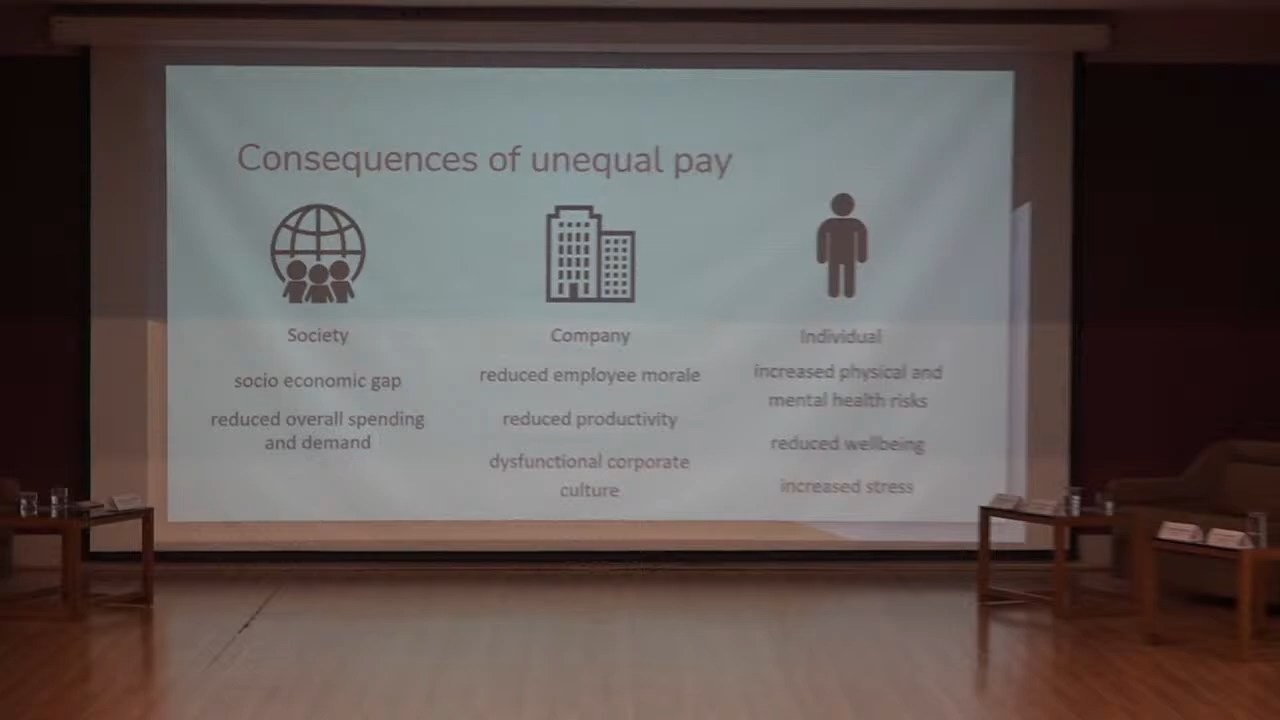 Consequences of unequal pay
Society
socio economic gap
reduced overall spending
and demand
Company
reduced employee morale
reduced productivity
dysfunctional corporate
culture
Individual
increased physical and
mental health risks
reduced wellbeing
increased stress